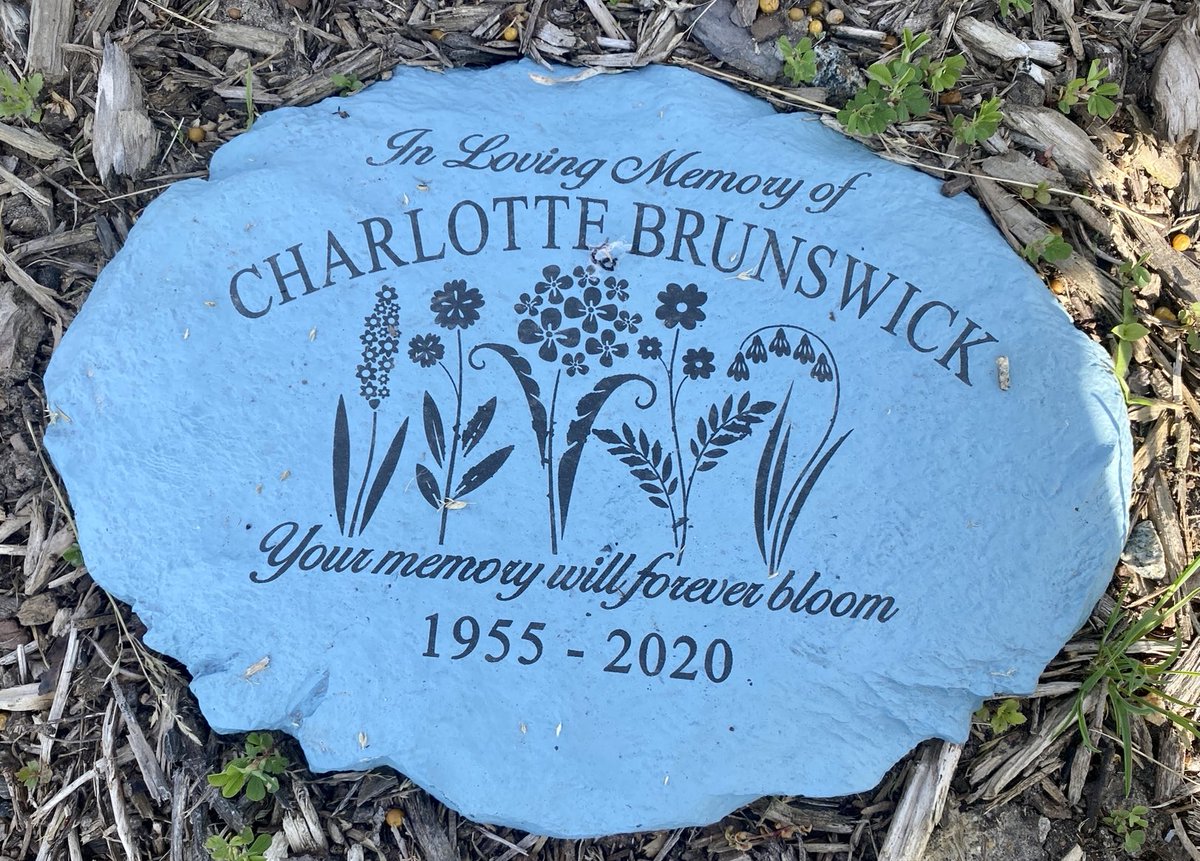 In Loving Memory of
CHARLOTTE BRUNSWICK
Your memory will forever bloom
1955 - 2020